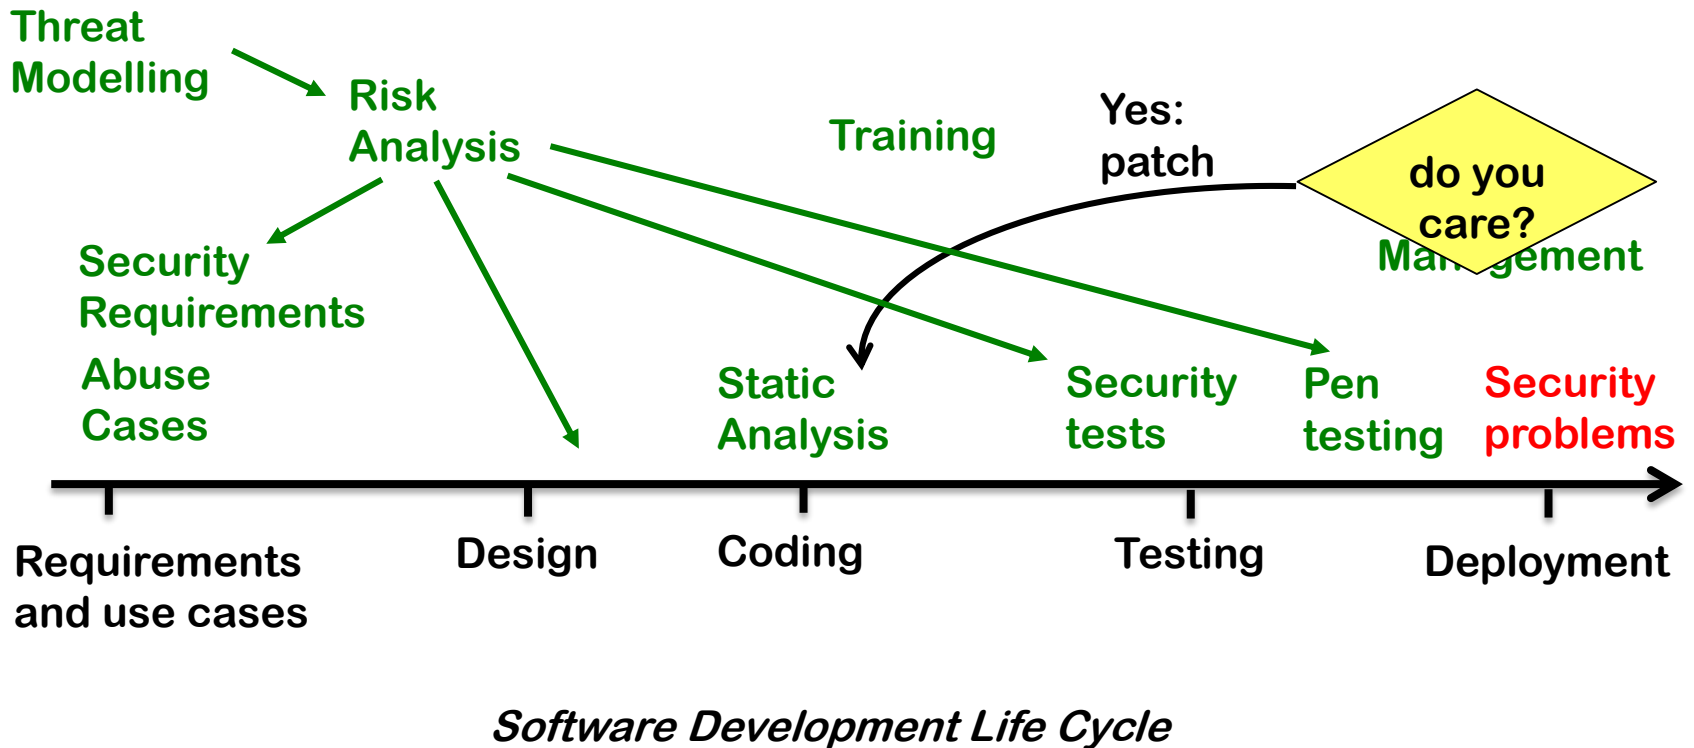 Threat
Modelling
Risk
Analysis
Training
Yes:
patch
do you
care?
Security
Requirements
Abuse
Cases
Static
Analysis
Security
tests
Pen
testing
Security
problems
Requirements
and use cases
Design
Coding
Testing
Deployment
Software Development Life Cycle